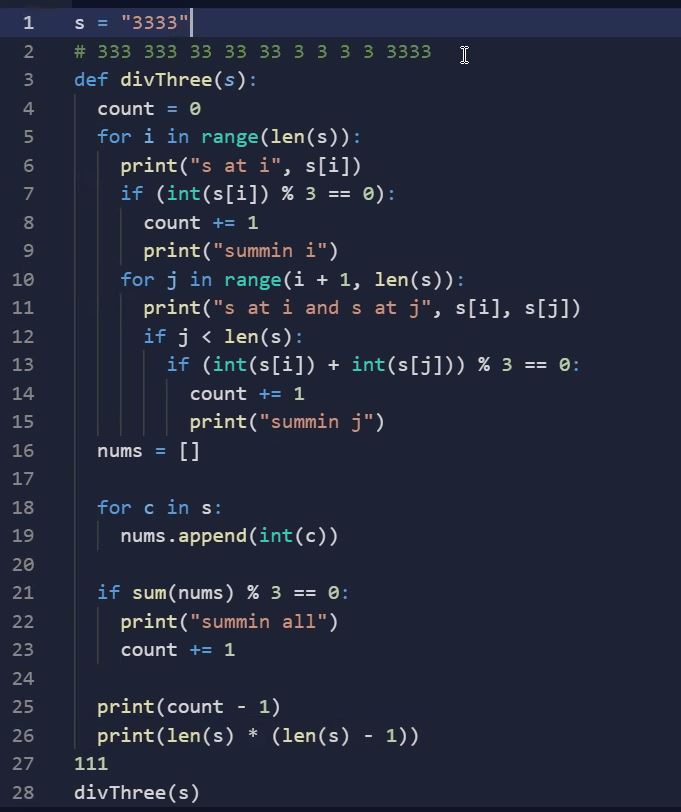 1 s = "3333"
2 # 333 333 33 33 33 3 3 3 3 3333
3 def divThree(s):
4 count = 0
5 for i in range(len(s)):
6 print("s at i", s[i])
7 if (int(s[i]) % 3 == 0):
8 count += 1
9 print("summin i")
10 for j in range(i + 1, len(s)):
11 print("s at i and s at j", s[i], s[j])
12 if j < len(s):
13 if (int(s[i]) + int(s[j])) % 3 == 0:
14 count += 1
15 print("summin j")
16 nums = []
17
18 for c in s:
19 nums.append(int(c))
20
21 if sum(nums) % 3 == 0:
22 print("summin all")
23 count += 1
24
25 print(count - 1)
26 print(len(s) * (len(s) - 1))
27 111
28 divThree(s)